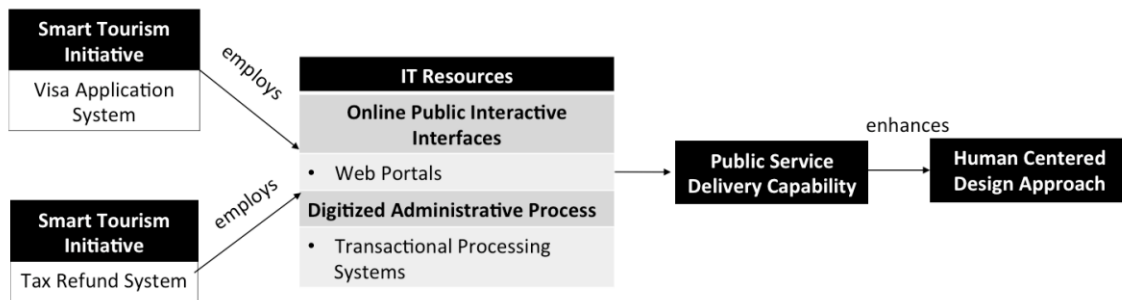 Smart Tourism
Initiative
Visa Application
System
employs
Smart Tourism
Initiative
Tax Refund System
employs
IT Resources
Online Public Interactive
Interfaces
• Web Portals
Digitized Administrative Process
• Transactional Processing
Systems
Public Service
Delivery Capability
enhances
Human Centered
Design Approach